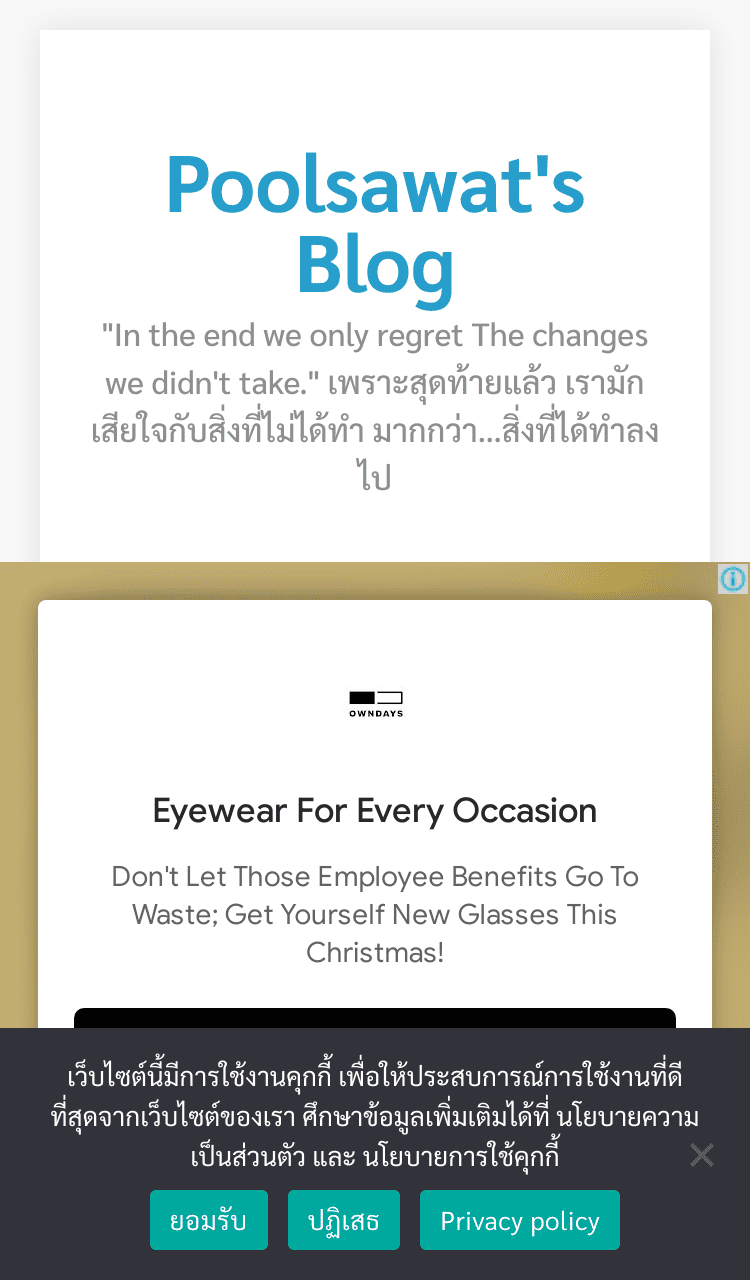 Poolsawat's
Blog
"In the end we only regret The changes
we didn't take." เพราะสุดท้ายแล้ว เรามัก
เสียใจกับสิ่งที่ไม่ได้ทำ มากกว่า...สิ่งที่ได้ทำลง
ไป
OWNDAYS
Eyewear For Every Occasion
Don't Let Those Employee Benefits Go To
Waste; Get Yourself New Glasses This
Christmas!
เว็บไซต์นี้มีการใช้งานคุกกี้ เพื่อให้ประสบการณ์การใช้งานที่ดี
ที่สุดจากเว็บไซต์ของเรา ศึกษาข้อมูลเพิ่มเติมได้ที่ นโยบายความ
เป็นส่วนตัว และ นโยบายการใช้คุกกี้
ยอมรับ ปฏิเสธ Privacy policy